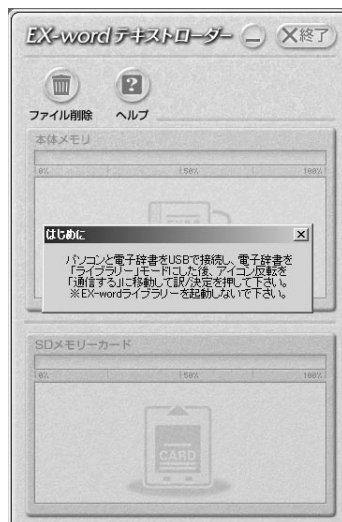 EX-word テキストローダー
×終了
ファイル削除 ヘルプ
本体メモリ
0% 50% 100%
はじめに
パソコンと電子辞書をUSBで接続し、電子辞書を
「ライブラリー」モードにした後、アイコン反転を
「通信する」に移動して訳/決定を押して下さい。
※EX-wordライブラリーを起動しないで下さい。
SDメモリーカード
0% 50% 100%
CARD